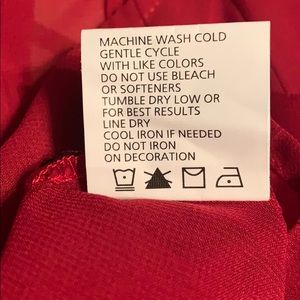 MACHINE WASH COLD
GENTLE CYCLE
WITH LIKE COLORS
DO NOT USE BLEACH
OR SOFTENERS
TUMBLE DRY LOW OR
FOR BEST RESULTS
LINE DRY
COOL IRON IF NEEDED
DO NOT IRON
ON DECORATION